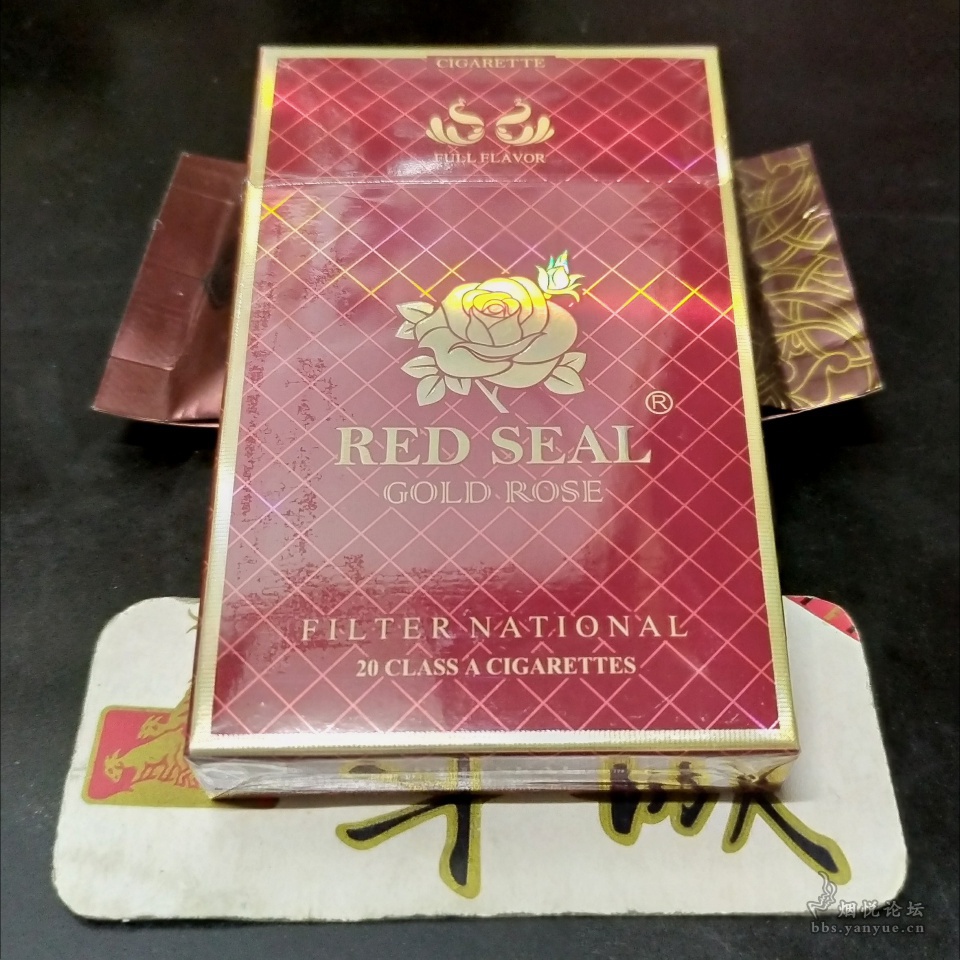 CIGARETTE
FULL FLAVOR
®
RED SEAL
GOLD ROSE
FILTER NATIONAL
20 CLASS A CIGARETTES
烟悦论坛
bbs.yanyue.cn